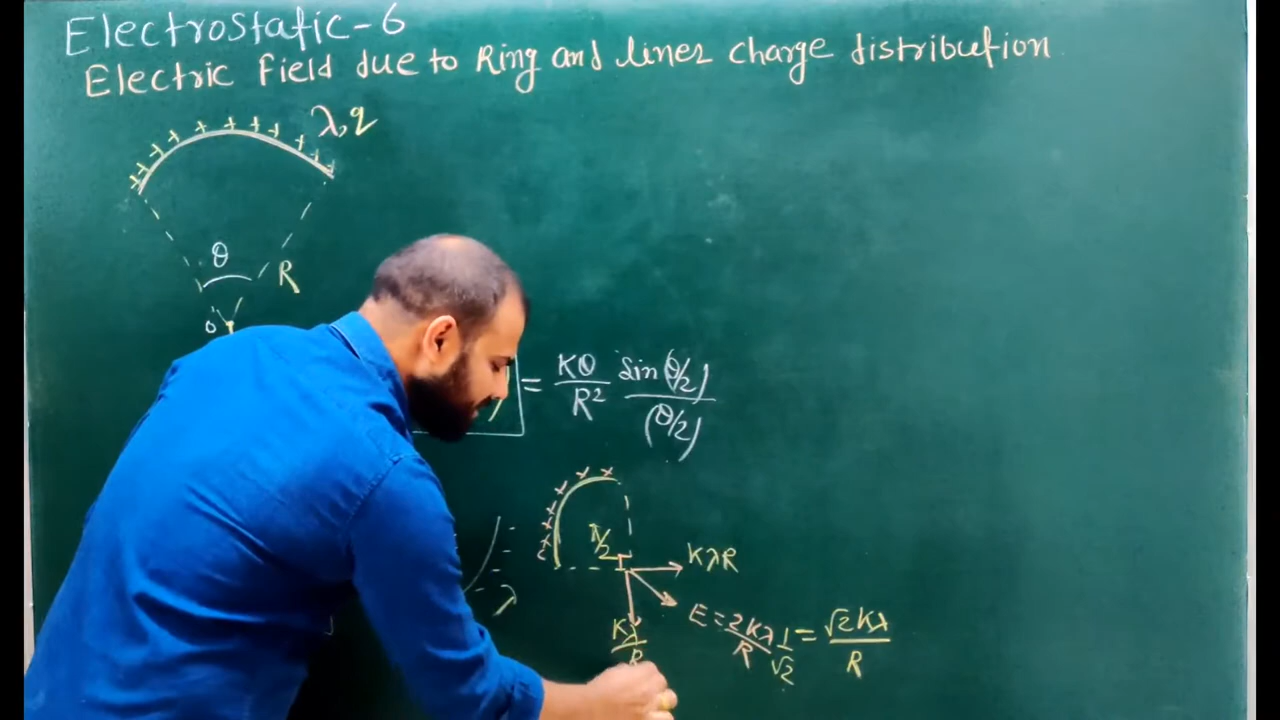 Electrostatic-6
Electric field due to Ring and liner charge distribution
λ,q
θ
R
o
= Kθ/R² Sin(θ/2)/(θ/2)
π/2
KλR
λ
Kλ/R
E = 2Kλ/R 1/√2 = √2Kλ/R